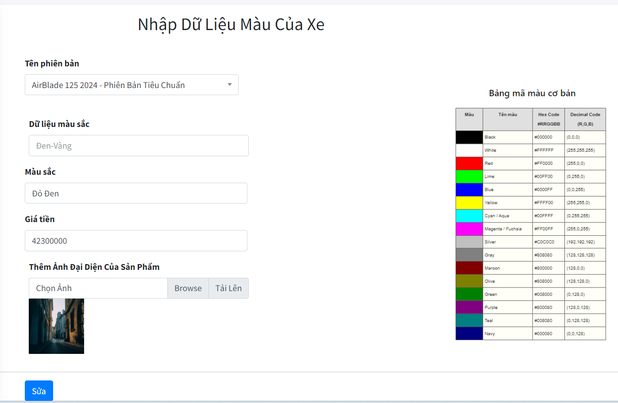 Nhập Dữ Liệu Màu Của Xe
Tên phiên bản
AirBlade 125 2024 - Phiên Bản Tiêu Chuẩn
Dữ liệu màu sắc
Đen-Vàng
Màu sắc
Đỏ Đen
Giá tiền
42300000
Thêm Ảnh Đại Diện Của Sản Phẩm
Chọn Ảnh Browse Tải Lên
Sửa
Bảng mã màu cơ bản
Màu Tên màu Hex Code #RRGGBB Decimal Code (R,G,B)
Black #000000 (0,0,0)
White #FFFFFF (255,255,255)
Red #FF0000 (255,0,0)
Lime #00FF00 (0,255,0)
Blue #0000FF (0,0,255)
Yellow #FFFF00 (255,255,0)
Cyan / Aqua #00FFFF (0,255,255)
Magenta / Fuchsia #FF00FF (255,0,255)
Silver #C0C0C0 (192,192,192)
Gray #808080 (128,128,128)
Maroon #800000 (128,0,0)
Olive #808000 (128,128,0)
Green #008000 (0,128,0)
Purple #800080 (128,0,128)
Teal #008080 (0,128,128)
Navy #000080 (0,0,128)